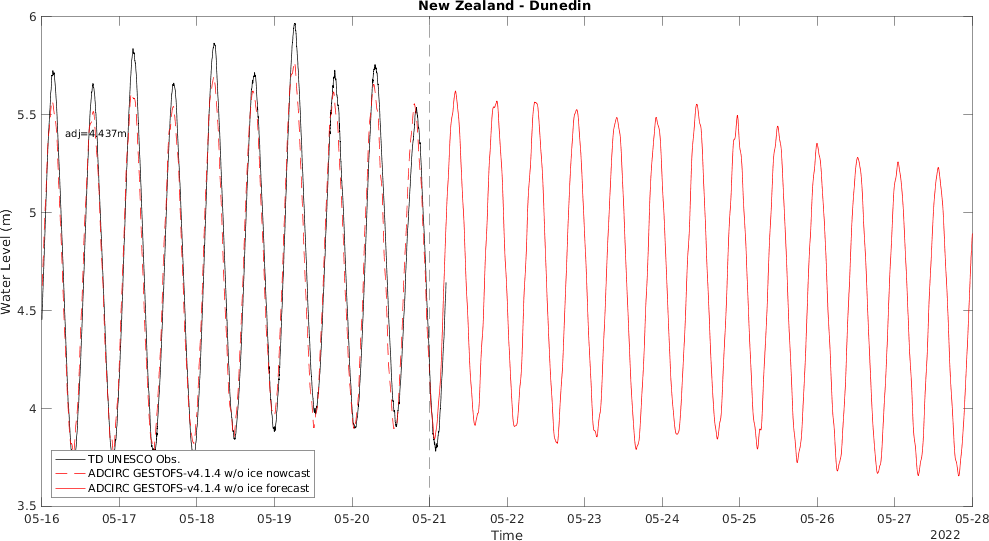 New Zealand - Dunedin
6
5.5
5
4.5
4
3.5
Water Level (m)
adj=4.437m
TD UNESCO Obs.
ADCIRC GESTOFS-v4.1.4 w/o ice nowcast
ADCIRC GESTOFS-v4.1.4 w/o ice forecast
05-16 05-17 05-18 05-19 05-20 05-21 05-22 05-23 05-24 05-25 05-26 05-27 05-28
Time
2022